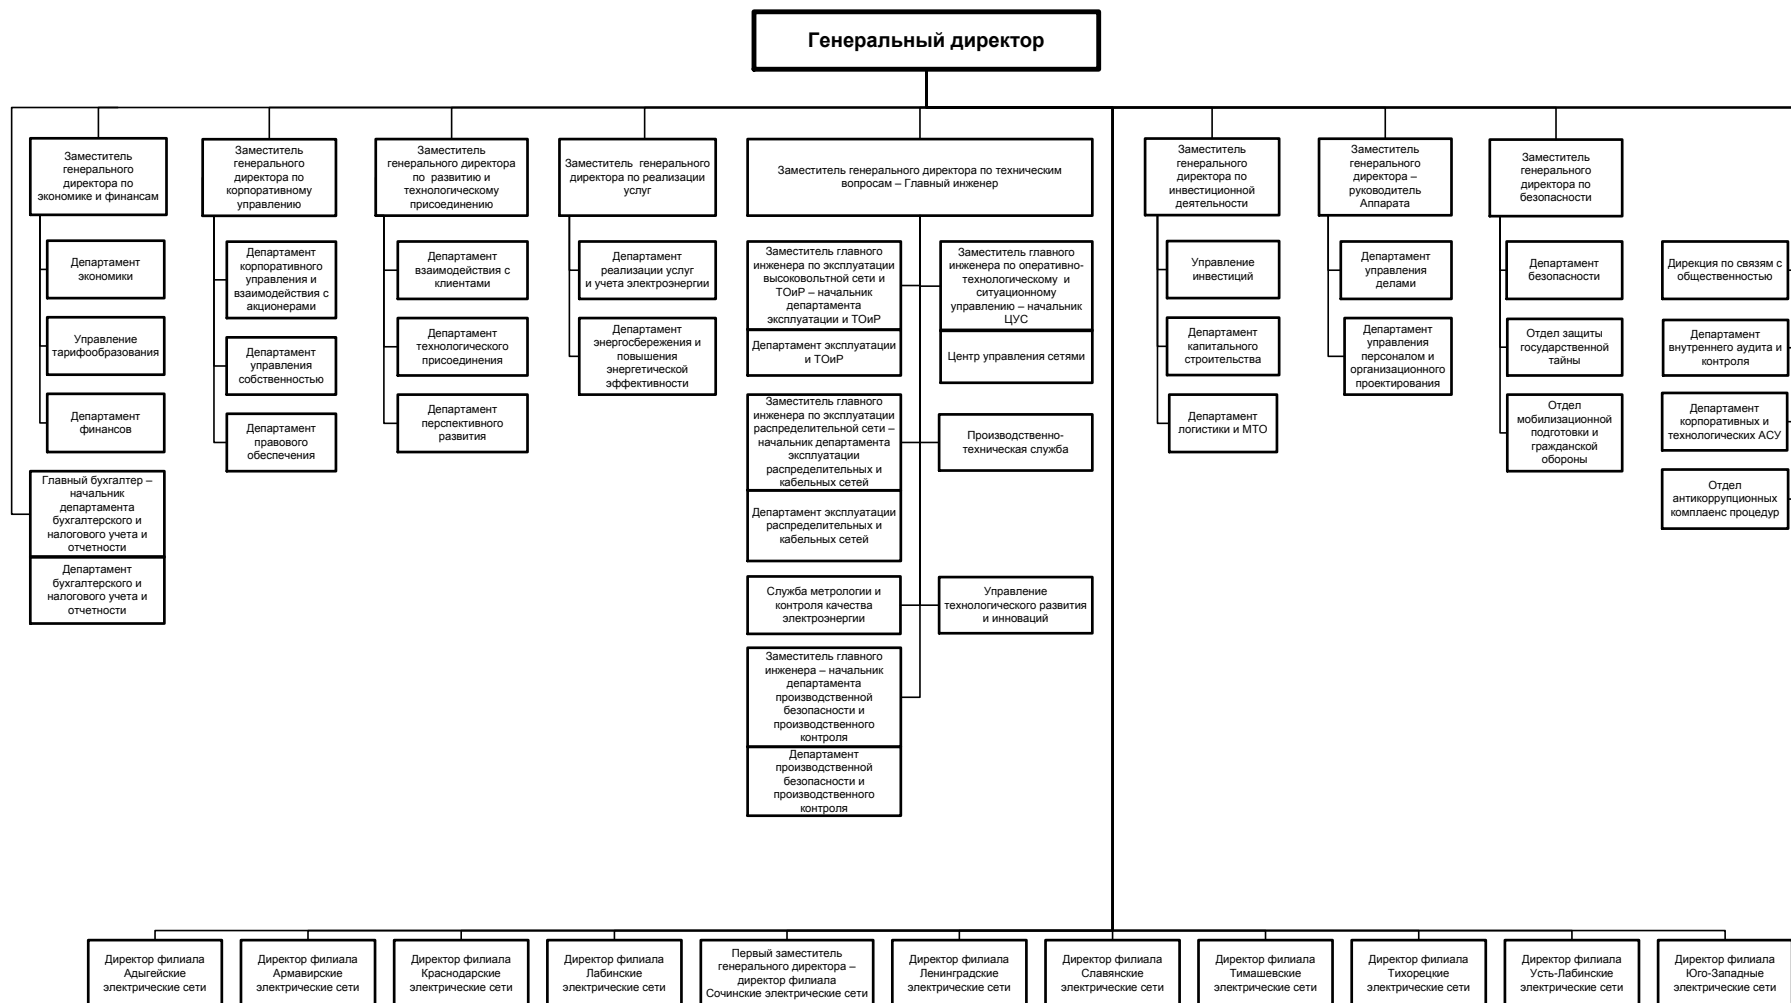 Генеральный директор
Заместитель
генерального
директора по
экономике и финансам
Департамент
экономики
Управление
тарифообразования
Департамент
финансов
Главный бухгалтер –
начальник
департамента
бухгалтерского и
налогового учета и
отчетности
Департамент
бухгалтерского и
налогового учета и
отчетности
Заместитель
генерального
директора по
корпоративному
управлению
Департамент
корпоративного
управления и
взаимодействия с
акционерами
Департамент
управления
собственностью
Департамент
правового
обеспечения
Заместитель
генерального директора
по развитию и
технологическому
присоединению
Департамент
взаимодействия с
клиентами
Департамент
технологического
присоединения
Департамент
перспективного
развития
Заместитель генерального
директора по реализации
услуг
Департамент
реализации услуг
и учета электроэнергии
Департамент
энергосбережения и
повышения
энергетической
эффективности
Заместитель генерального директора по техническим
вопросам – Главный инженер
Заместитель главного
инженера по эксплуатации
высоковольтной сети и
ТОиР – начальник
департамента
эксплуатации и ТОиР
Департамент эксплуатации
и ТОиР
Заместитель главного
инженера по эксплуатации
распределительной сети –
начальник департамента
эксплуатации
распределительных и
кабельных сетей
Департамент эксплуатации
распределительных и
кабельных сетей
Служба метрологии и
контроля качества
электроэнергии
Заместитель главного
инженера – начальник
департамента
производственной
безопасности и
производственного
контроля
Департамент
производственной
безопасности и
производственного
контроля
Заместитель главного
инженера по оперативно-
технологическому и
ситуационному
управлению – начальник
ЦУС
Центр управления сетями
Производственно-
техническая служба
Управление
технологического развития
и инноваций
Заместитель
генерального
директора по
инвестиционной
деятельности
Управление
инвестиций
Департамент
капитального
строительства
Департамент
логистики и МТО
Заместитель
генерального
директора –
руководитель
Аппарата
Департамент
управления
делами
Департамент
управления
персоналом и
организационного
проектирования
Заместитель
генерального
директора по
безопасности
Департамент
безопасности
Отдел защиты
государственной
тайны
Отдел
мобилизационной
подготовки и
гражданской
обороны
Дирекция по связям с
общественностью
Департамент
внутреннего аудита и
контроля
Департамент
корпоративных и
технологических АСУ
Отдел
антикоррупционных
комплаенс процедур
Директор филиала
Адыгейские
электрические сети
Директор филиала
Армавирские
электрические сети
Директор филиала
Краснодарские
электрические сети
Директор филиала
Лабинские
электрические сети
Первый заместитель
генерального директора –
директор филиала
Сочинские электрические сети
Директор филиала
Ленинградские
электрические сети
Директор филиала
Славянские
электрические сети
Директор филиала
Тимашевские
электрические сети
Директор филиала
Тихорецкие
электрические сети
Директор филиала
Усть-Лабинские
электрические сети
Директор филиала
Юго-Западные
электрические сети